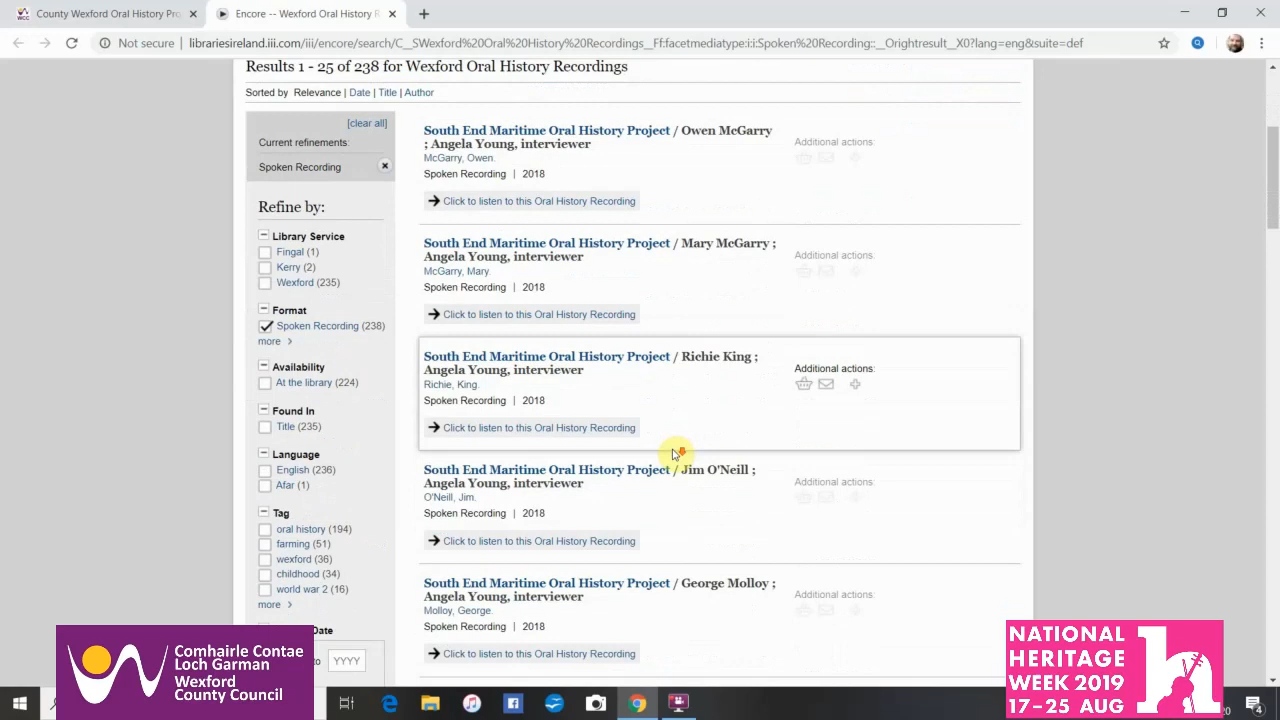 County Wexford Oral History Pro
Encore -- Wexford Oral History R
Not secure | librariesireland.iii.com/iii/encore/search/C__SWexford%20Oral%20History%20Recordings__Ff:facetmediatype:i:i:Spoken%20Recording::__Orightresult__X0?lang=eng&suite=def
Results 1 - 25 of 238 for Wexford Oral History Recordings
Sorted by Relevance | Date | Title | Author
[clear all]
Current refinements:
Spoken Recording
Refine by:
Library Service
Fingal (1)
Kerry (2)
Wexford (235)
Format
Spoken Recording (238)
more >
Availability
At the library (224)
Found In
Title (235)
Language
English (236)
Afar (1)
Tag
oral history (194)
farming (51)
wexford (36)
childhood (34)
world war 2 (16)
more >
Date
to YYYY
South End Maritime Oral History Project / Owen McGarry
; Angela Young, interviewer
McGarry, Owen.
Spoken Recording | 2018
Click to listen to this Oral History Recording
Additional actions:
South End Maritime Oral History Project / Mary McGarry ;
Angela Young, interviewer
McGarry, Mary.
Spoken Recording | 2018
Click to listen to this Oral History Recording
Additional actions:
South End Maritime Oral History Project / Richie King ;
Angela Young, interviewer
Richie, King.
Spoken Recording | 2018
Click to listen to this Oral History Recording
Additional actions:
South End Maritime Oral History Project / Jim O'Neill ;
Angela Young, interviewer
O'Neill, Jim.
Spoken Recording | 2018
Click to listen to this Oral History Recording
Additional actions:
South End Maritime Oral History Project / George Molloy ;
Angela Young, interviewer
Molloy, George.
Spoken Recording | 2018
Click to listen to this Oral History Recording
Additional actions:
Comhairle Contae
Loch Garman
Wexford
County Council
NATIONAL
HERITAGE
WEEK 2019
17–25 AUG